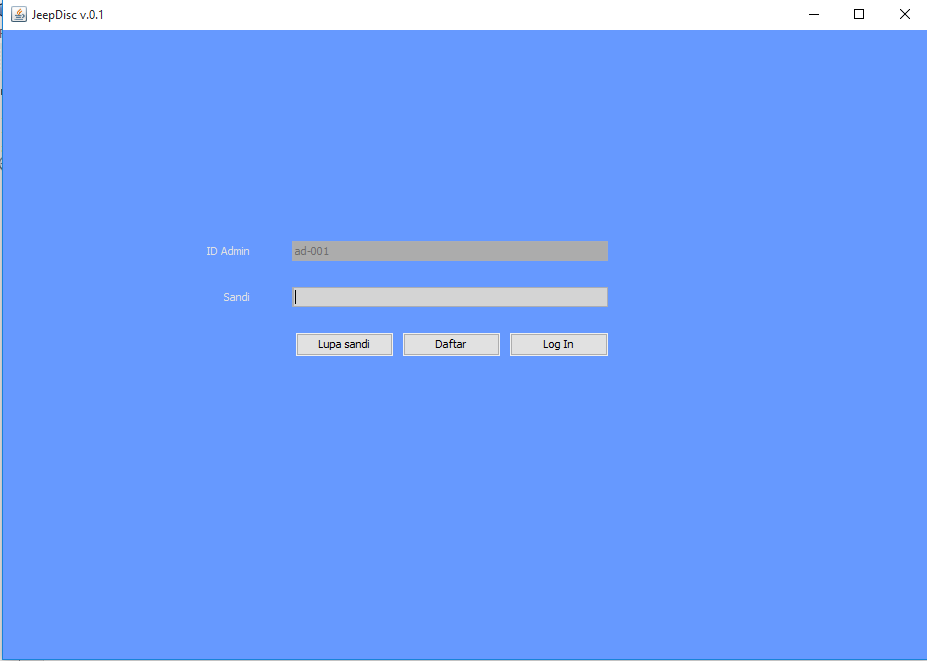 JeepDisc v.0.1
ID Admin ad-001
Sandi
Lupa sandi Daftar Log In